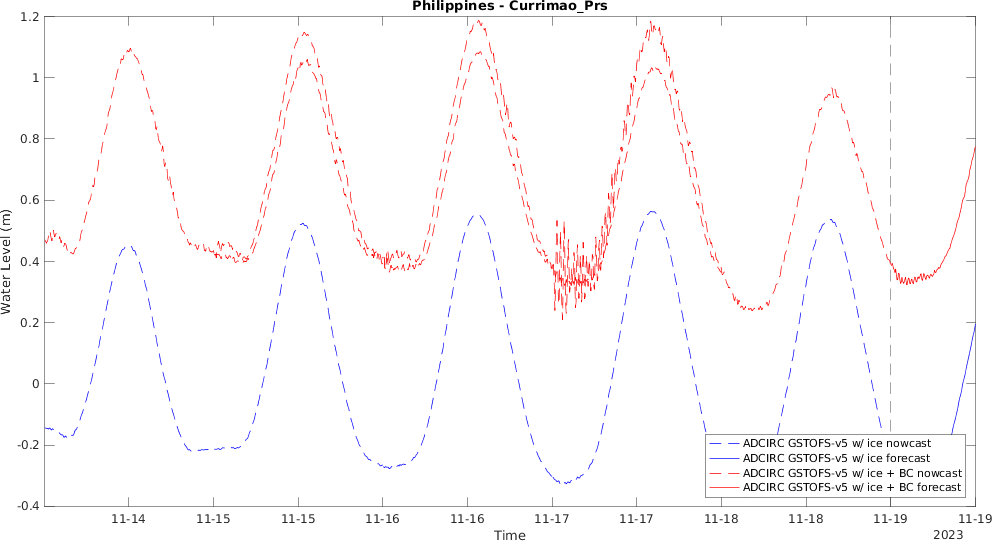 Philippines - Currimao_Prs
1.2
1
0.8
0.6
0.4
0.2
0
-0.2
-0.4
Water Level (m)
ADCIRC GSTOFS-v5 w/ ice nowcast
ADCIRC GSTOFS-v5 w/ ice forecast
ADCIRC GSTOFS-v5 w/ ice + BC nowcast
ADCIRC GSTOFS-v5 w/ ice + BC forecast
11-14 11-15 11-15 11-16 11-16 11-17 11-17 11-18 11-18 11-19 11-19
Time
2023